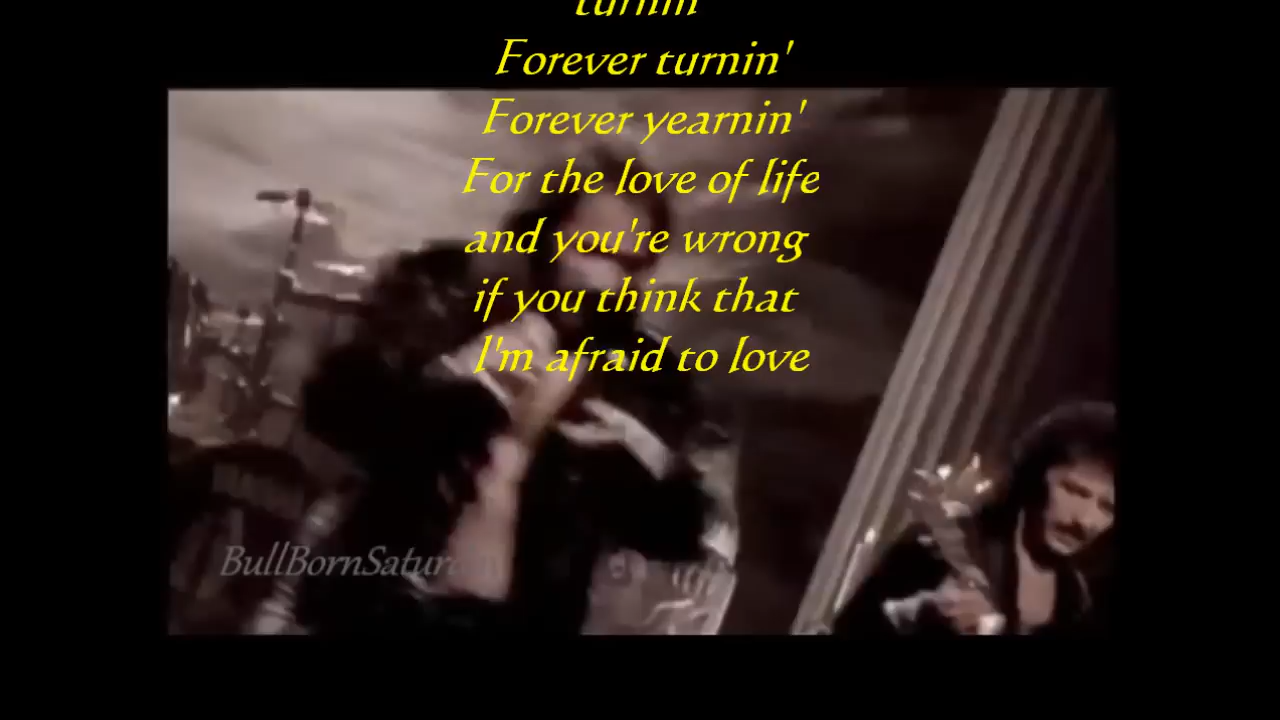 turnin'
Forever turnin'
Forever yearnin'
For the love of life
and you're wrong
if you think that
I'm afraid to love